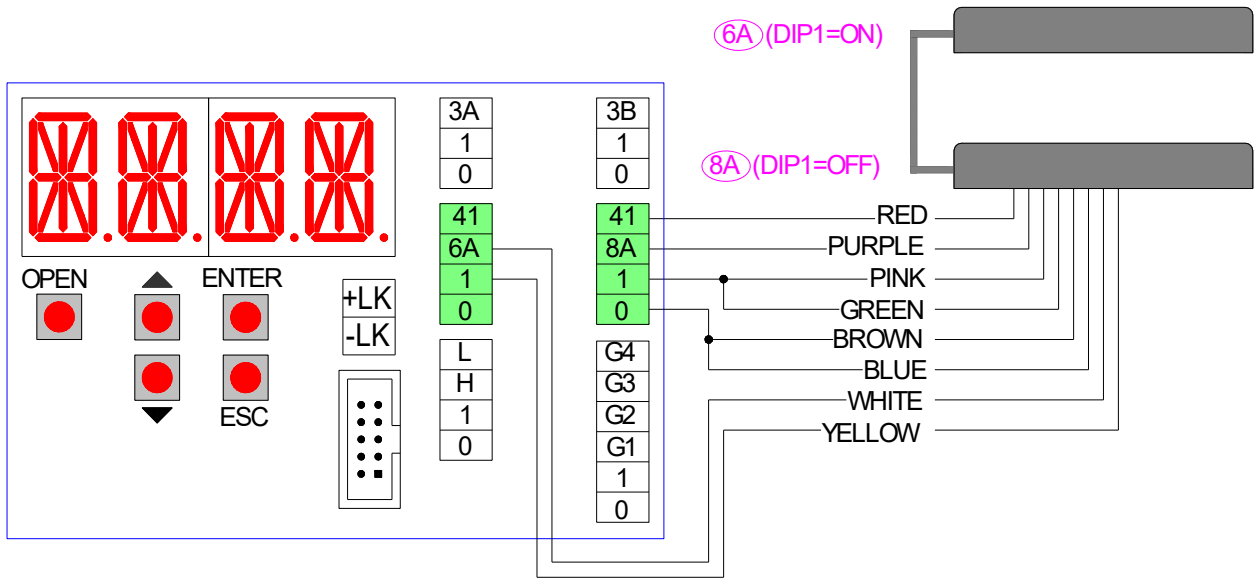 6A (DIP1=ON)
8A (DIP1=OFF)
OPEN
ENTER
ESC
+LK
-LK
3A
1
0
41
6A
1
0
L
H
1
0
3B
1
0
41
8A
1
0
G4
G3
G2
G1
1
0
RED
PURPLE
PINK
GREEN
BROWN
BLUE
WHITE
YELLOW